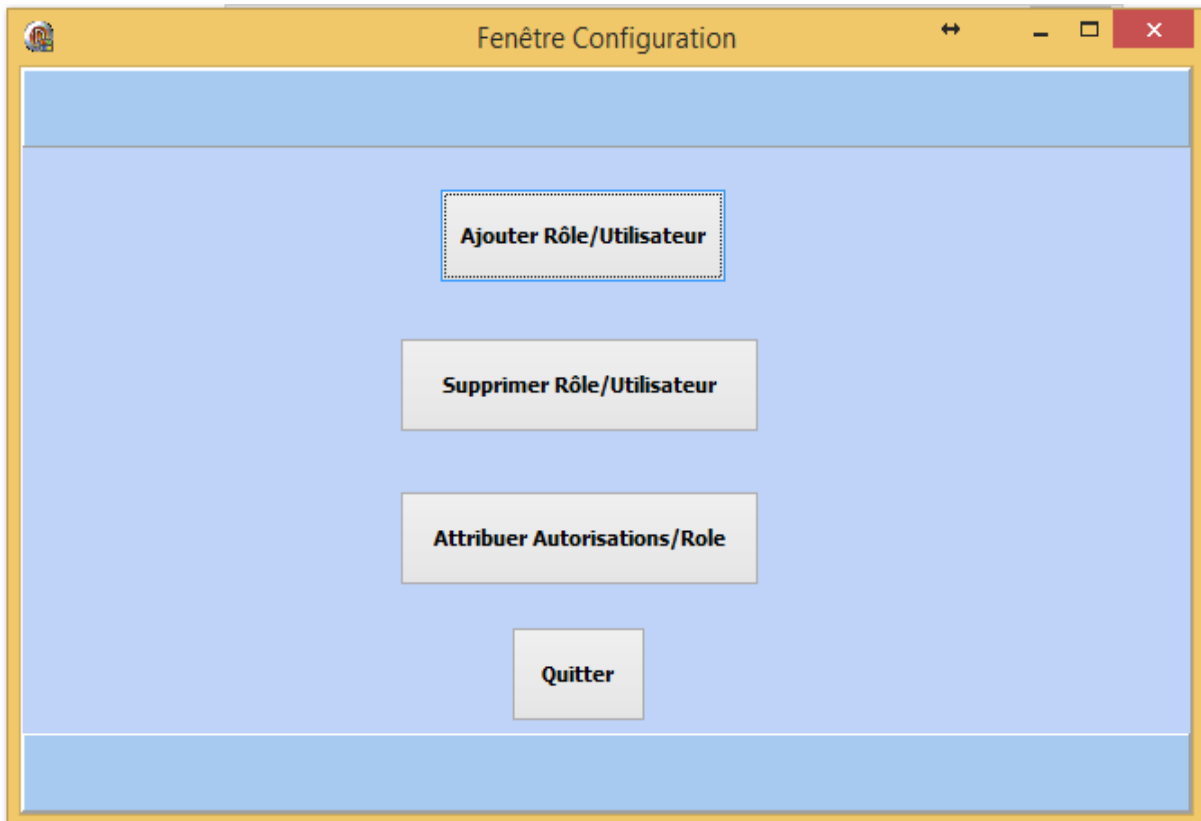 Fenêtre Configuration
Ajouter Rôle/Utilisateur
Supprimer Rôle/Utilisateur
Attribuer Autorisations/Role
Quitter